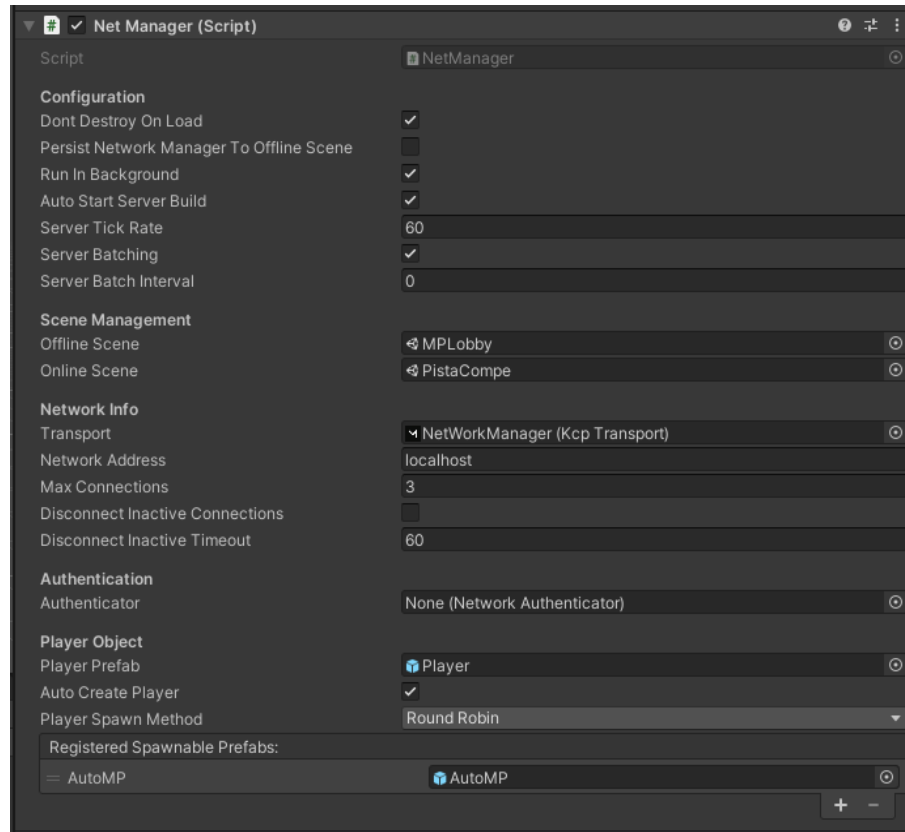 Net Manager (Script)
Script NetManager
Configuration
Dont Destroy On Load
Persist Network Manager To Offline Scene
Run In Background
Auto Start Server Build
Server Tick Rate 60
Server Batching
Server Batch Interval 0
Scene Management
Offline Scene MPLobby
Online Scene PistaCompe
Network Info
Transport NetWorkManager (Kcp Transport)
Network Address localhost
Max Connections 3
Disconnect Inactive Connections
Disconnect Inactive Timeout 60
Authentication
Authenticator None (Network Authenticator)
Player Object
Player Prefab Player
Auto Create Player
Player Spawn Method Round Robin
Registered Spawnable Prefabs:
AutoMP AutoMP